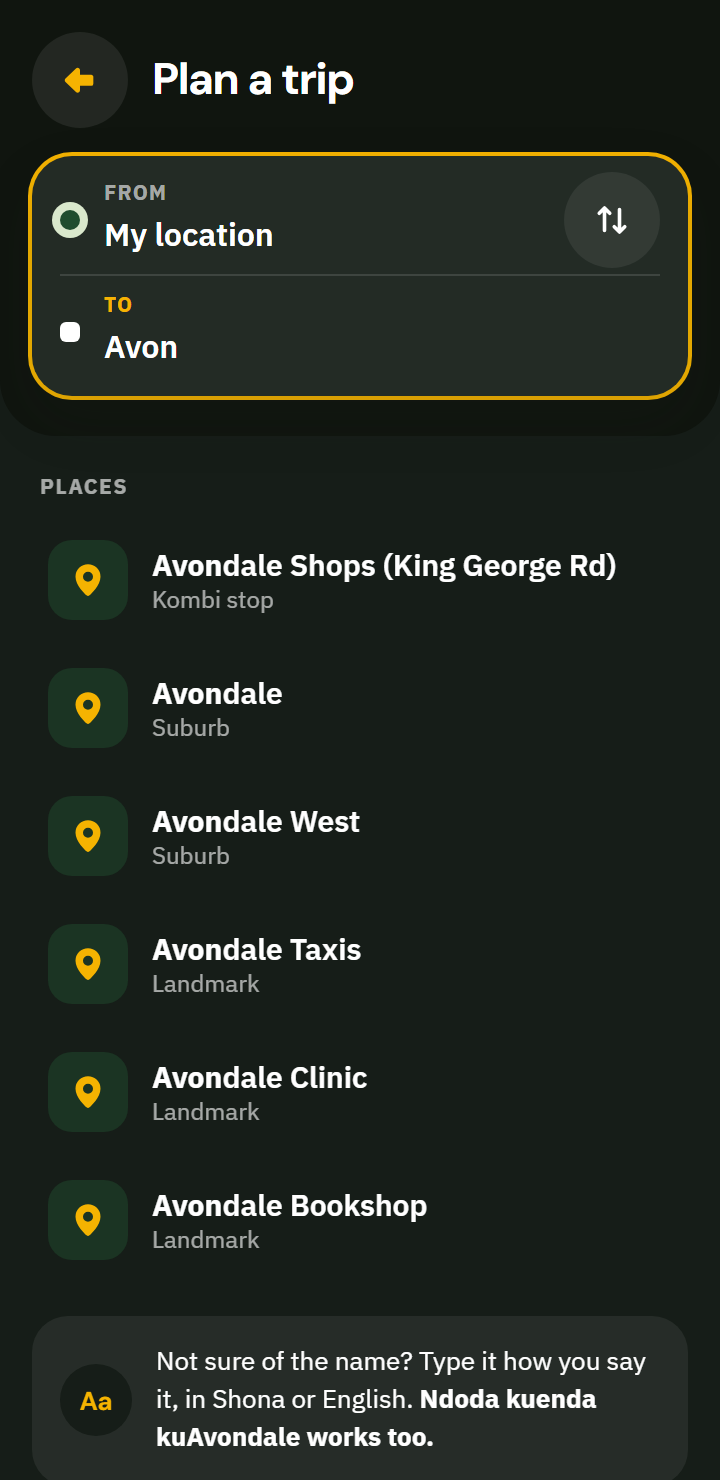 Plan a trip
FROM
My location
TO
Avon
PLACES
Avondale Shops (King George Rd)
Kombi stop
Avondale
Suburb
Avondale West
Suburb
Avondale Taxis
Landmark
Avondale Clinic
Landmark
Avondale Bookshop
Landmark
Aa
Not sure of the name? Type it how you say
it, in Shona or English. Ndoda kuenda
kuAvondale works too.